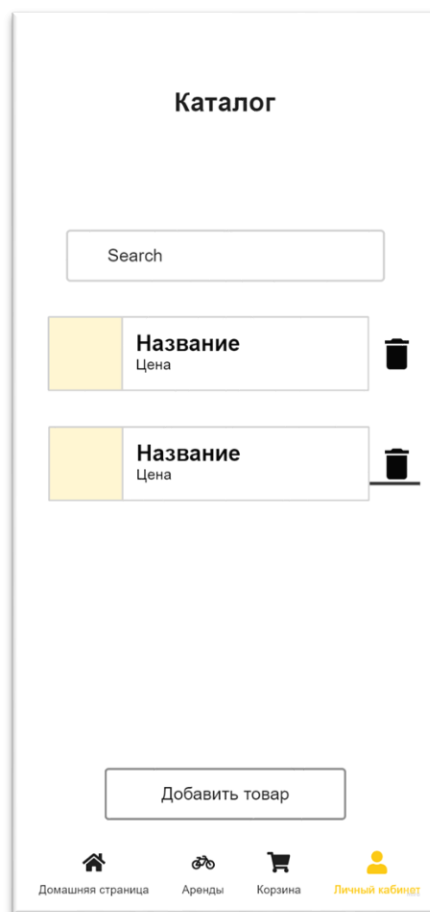 Каталог
Search
Название
Цена
Название
Цена
Добавить товар
Домашняя страница
Аренды
Корзина
Личный кабинет